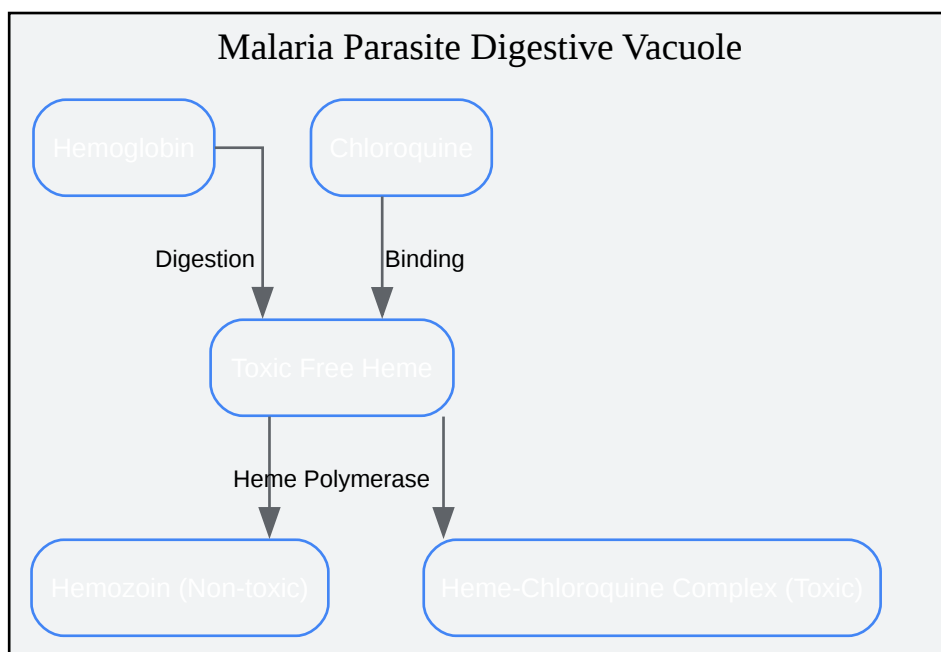 Malaria Parasite Digestive Vacuole
Hemoglobin
Chloroquine
Digestion
Binding
Toxic Free Heme
Heme Polymerase
Hemozoin (Non-toxic)
Heme-Chloroquine Complex (Toxic)